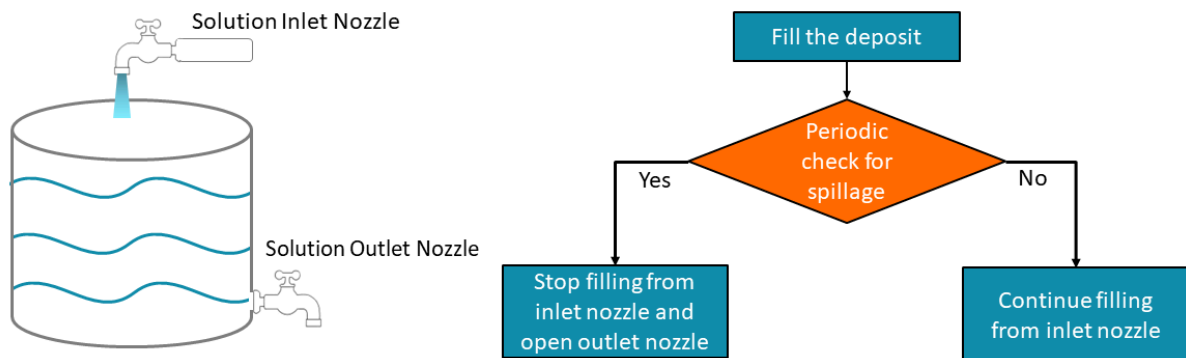 Solution Inlet Nozzle
Solution Outlet Nozzle
Fill the deposit
Periodic
check for
spillage
Yes
No
Stop filling from
inlet nozzle and
open outlet nozzle
Continue filling
from inlet nozzle